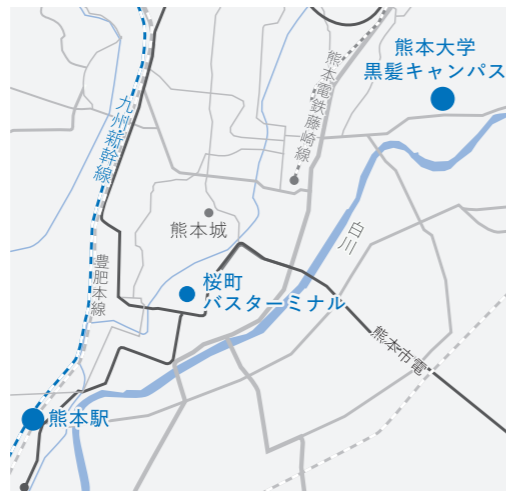 熊本大学
黒髪キャンパス
熊本電鉄藤崎線
九州新幹線
白川
熊本城
豊肥本線
桜町
バスターミナル
熊本市電
熊本駅